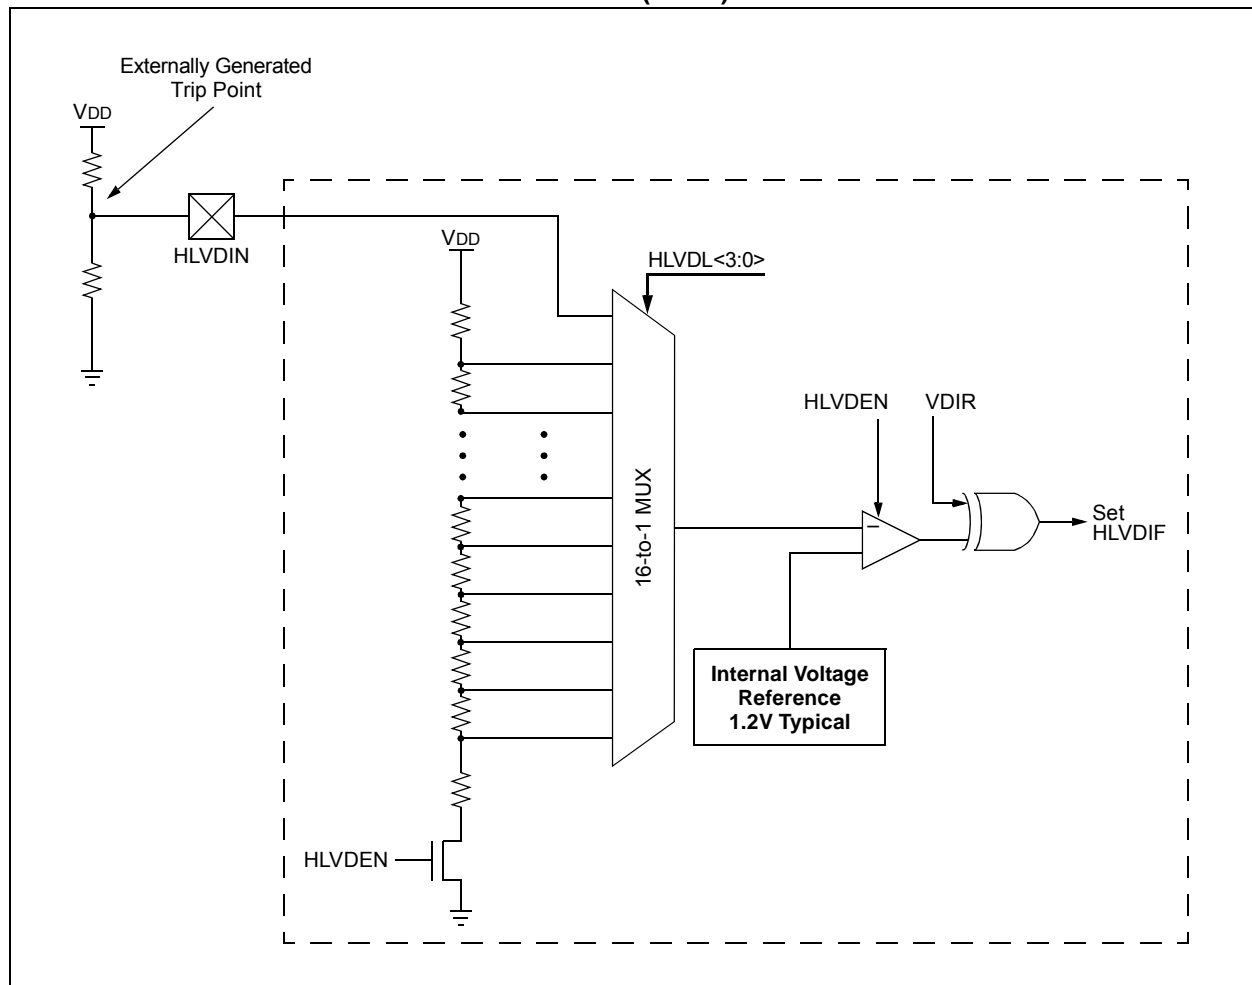 Externally Generated
Trip Point
VDD
HLVDIN
VDD
HLVDL<3:0>
HLVDEN
VDIR
16-to-1 MUX
–
Set
HLVDIF
Internal Voltage
Reference
1.2V Typical
HLVDEN